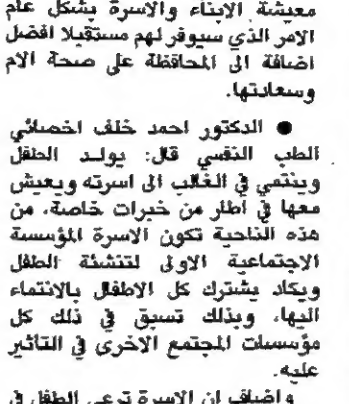 معيشة الابناء والاسرة بشكل عام
الامر الذي سيوفر لهم مستقبلا افضل
اضافة الى المحافظة على صحة الام
وسعادتها.
● الدكتور احمد خلف اخصائي
الطب النفسي قال: يولد الطفل
وينتمي في الغالب الى اسرته ويعيش
معها في اطار من خبرات خاصة، من
هذه الناحية تكون الاسرة المؤسسة
الاجتماعية الاولى لتنشئة الطفل
ويكاد يشترك كل الاطفال بالانتماء
اليها، وبذلك تسبق في ذلك كل
مؤسسات المجتمع الاخرى في التاثير
عليه.
واضاف ان الاسرة ترعى الطفل في